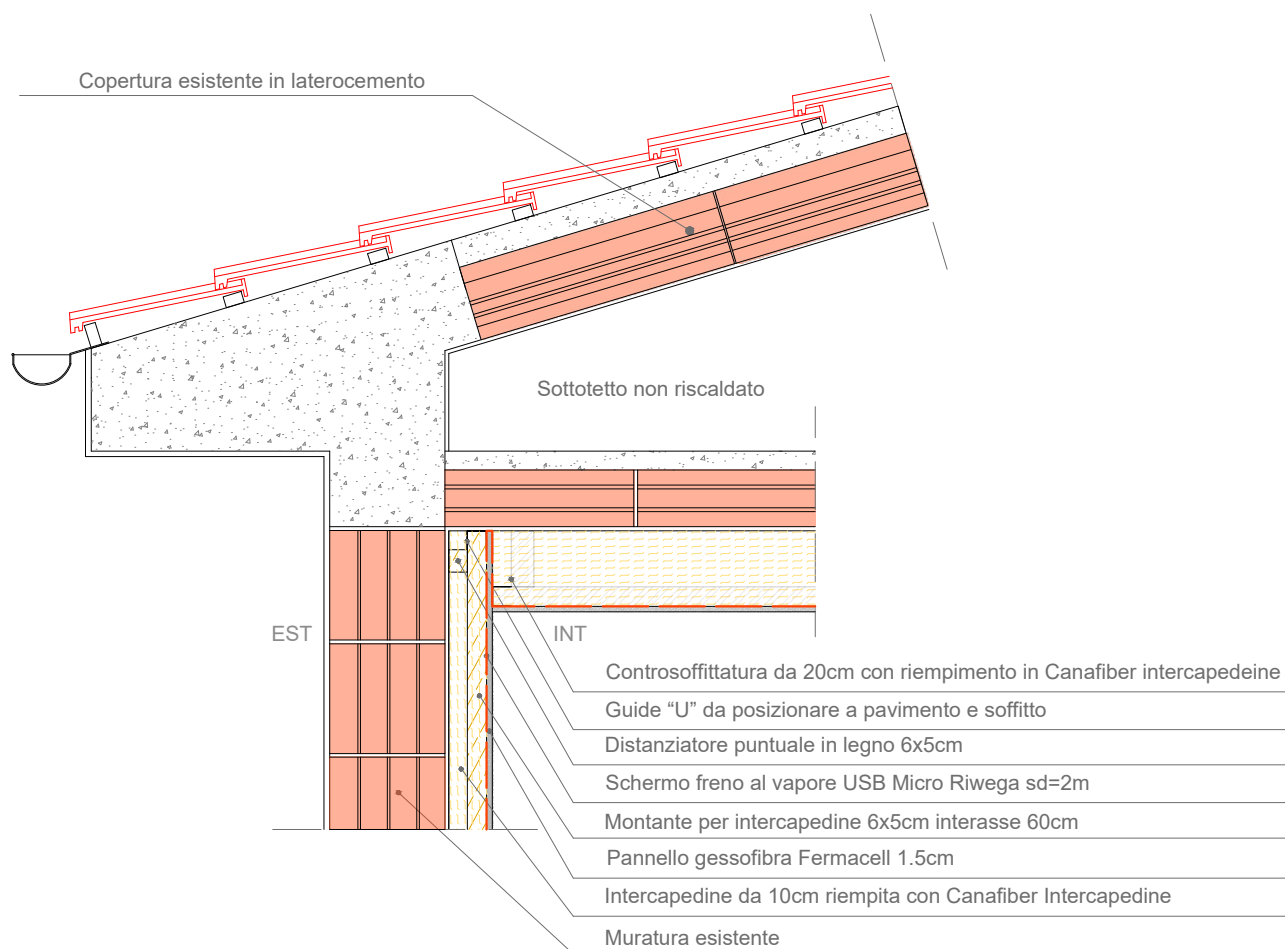 Copertura esistente in laterocemento
Sottotetto non riscaldato
EST
INT
Controsoffittatura da 20cm con riempimento in Canafiber intercapedeine
Guide “U” da posizionare a pavimento e soffitto
Distanziatore puntuale in legno 6x5cm
Schermo freno al vapore USB Micro Riwega sd=2m
Montante per intercapedine 6x5cm interasse 60cm
Pannello gessofibra Fermacell 1.5cm
Intercapedine da 10cm riempita con Canafiber Intercapedine
Muratura esistente